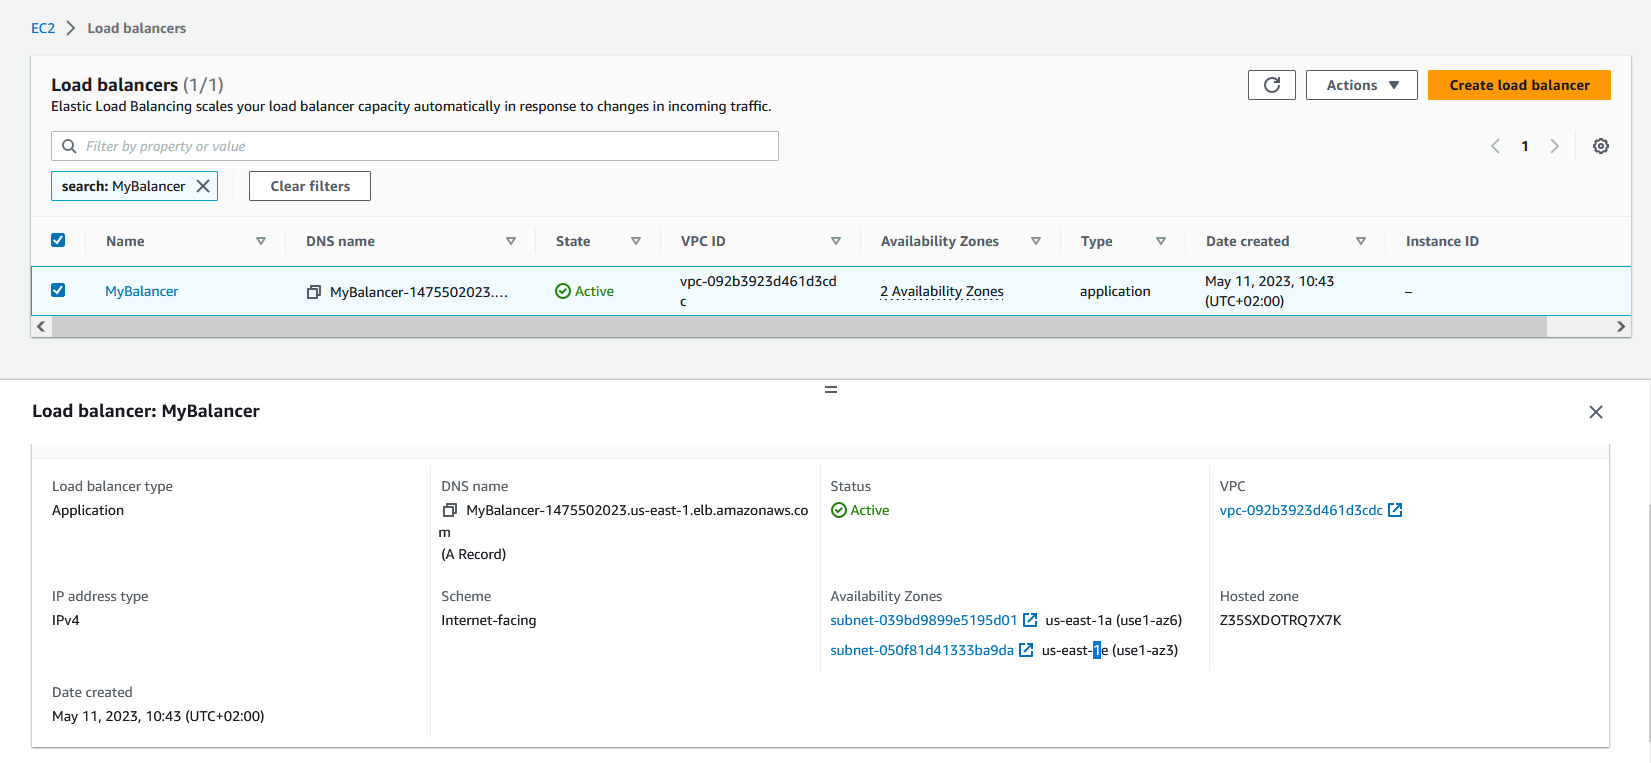 EC2 > Load balancers
Load balancers (1/1)
Elastic Load Balancing scales your load balancer capacity automatically in response to changes in incoming traffic.
Actions
Create load balancer
Filter by property or value
1
search: MyBalancer
Clear filters
Name DNS name State VPC ID Availability Zones Type Date created Instance ID
MyBalancer MyBalancer-1475502023.... Active vpc-092b3923d461d3cd 2 Availability Zones application May 11, 2023, 10:43 –
c (UTC+02:00)
Load balancer: MyBalancer
Load balancer type DNS name Status VPC
Application MyBalancer-1475502023.us-east-1.elb.amazonaws.co Active vpc-092b3923d461d3cdc
m
(A Record)
IP address type Scheme Availability Zones Hosted zone
IPv4 Internet-facing subnet-039bd9899e5195d01 us-east-1a (use1-az6) Z35SXDOTRQ7X7K
subnet-050f81d41333ba9da us-east-1e (use1-az3)
Date created
May 11, 2023, 10:43 (UTC+02:00)